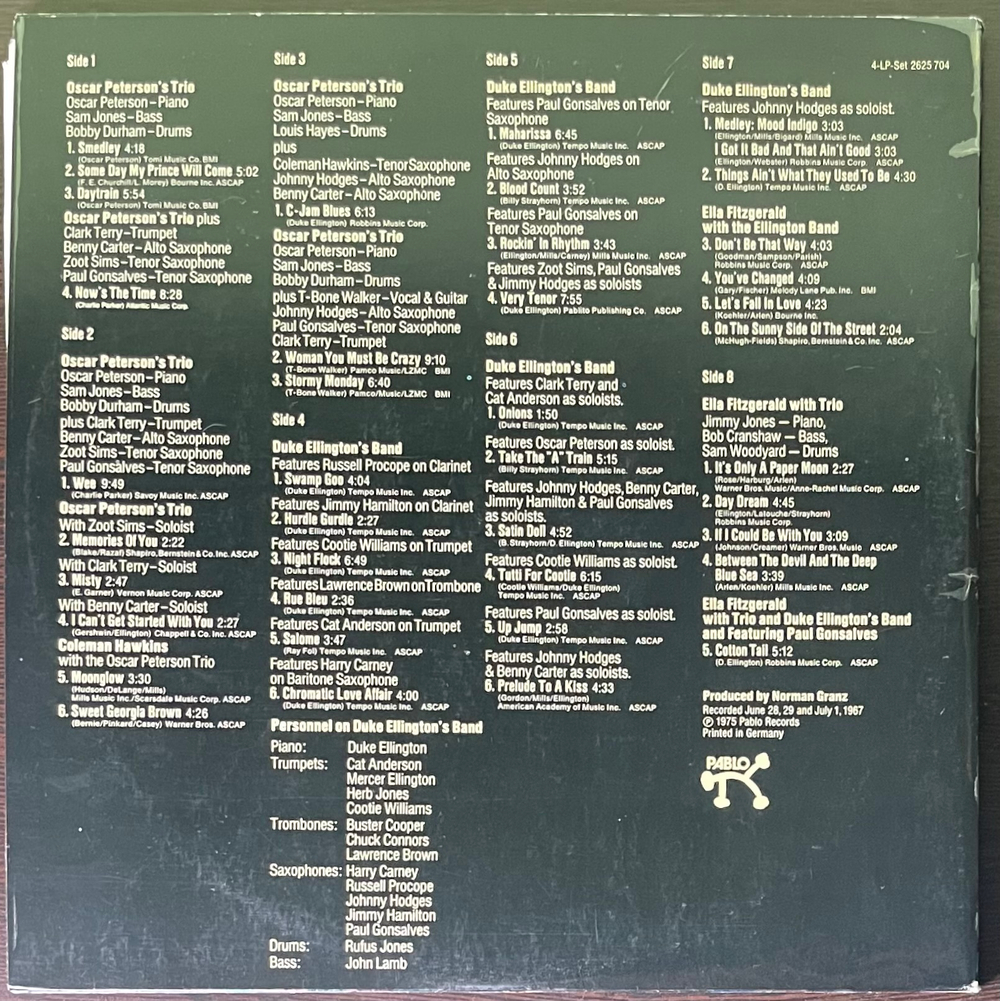 Side 1
Oscar Peterson's Trio
Oscar Peterson – Piano
Sam Jones – Bass
Bobby Durham – Drums
1. Smedley 4:18
(Oscar Peterson) Tomi Music Co. BMI
2. Some Day My Prince Will Come 5:02
(F. E. Churchill/L. Morey) Bourne Inc. ASCAP
3. Daytrain 5:54
(Oscar Peterson) Tomi Music Co. BMI
Oscar Peterson's Trio plus
Clark Terry – Trumpet
Benny Carter – Alto Saxophone
Zoot Sims – Tenor Saxophone
Paul Gonsalves – Tenor Saxophone
4. Now's The Time 8:28
(Charlie Parker) Atlantic Music Corp.
Side 2
Oscar Peterson's Trio
Oscar Peterson – Piano
Sam Jones – Bass
Bobby Durham – Drums
plus Clark Terry – Trumpet
Benny Carter – Alto Saxophone
Zoot Sims – Tenor Saxophone
Paul Gonsalves – Tenor Saxophone
1. Wee 9:49
(Charlie Parker) Savoy Music Inc. ASCAP
Oscar Peterson's Trio
With Zoot Sims – Soloist
2. Memories Of You 2:22
(Blake/Razaf) Shapiro, Bernstein & Co. Inc. ASCAP
With Clark Terry – Soloist
3. Misty 2:47
(E. Garner) Vernon Music Corp. ASCAP
With Benny Carter – Soloist
4. I Can't Get Started With You 2:27
(Gershwin/Ellington) Chappell & Co. Inc. ASCAP
Coleman Hawkins
with the Oscar Peterson Trio
5. Moonglow 3:30
(Hudson/DeLange/Mills)
Mills Music Inc./Scarsdale Music Corp. ASCAP
6. Sweet Georgia Brown 4:26
(Bernie/Pinkard/Casey) Warner Bros. ASCAP
Side 3
Oscar Peterson's Trio
Oscar Peterson – Piano
Sam Jones – Bass
Louis Hayes – Drums
plus
Coleman Hawkins – Tenor Saxophone
Johnny Hodges – Alto Saxophone
Benny Carter – Alto Saxophone
1. C-Jam Blues 6:13
(Duke Ellington) Robbins Music Corp.
Oscar Peterson's Trio
Oscar Peterson – Piano
Sam Jones – Bass
Bobby Durham – Drums
plus T-Bone Walker – Vocal & Guitar
Johnny Hodges – Alto Saxophone
Paul Gonsalves – Tenor Saxophone
Clark Terry – Trumpet
2. Woman You Must Be Crazy 9:10
(T-Bone Walker) Pamco Music/LZMC BMI
3. Stormy Monday 6:40
(T-Bone Walker) Pamco/Music/LZMC BMI
Side 4
Duke Ellington's Band
Features Russell Procope on Clarinet
1. Swamp Goo 4:04
(Duke Ellington) Tempo Music Inc. ASCAP
Features Jimmy Hamilton on Clarinet
2. Hurdie Gurdie 2:27
(Duke Ellington) Tempo Music Inc. ASCAP
Features Cootie Williams on Trumpet
3. Night Flock 6:49
(Duke Ellington) Tempo Music Inc. ASCAP
Features Lawrence Brown on Trombone
4. Rue Bleu 2:36
(Duke Ellington) Tempo Music Inc. ASCAP
Features Cat Anderson on Trumpet
5. Salome 3:47
(Ray Fol) Tempo Music Inc. ASCAP
Features Harry Carney
on Baritone Saxophone
6. Chromatic Love Affair 4:00
(Duke Ellington) Tempo Music Inc. ASCAP
Personnel on Duke Ellington's Band
Piano: Duke Ellington
Trumpets: Cat Anderson
Mercer Ellington
Herb Jones
Cootie Williams
Trombones: Buster Cooper
Chuck Connors
Lawrence Brown
Saxophones: Harry Carney
Russell Procope
Johnny Hodges
Jimmy Hamilton
Paul Gonsalves
Drums: Rufus Jones
Bass: John Lamb
Side 5
Duke Ellington's Band
Features Paul Gonsalves on Tenor
Saxophone
1. Maharissa 6:45
(Duke Ellington) Tempo Music Inc. ASCAP
Features Johnny Hodges on
Alto Saxophone
2. Blood Count 3:52
(Billy Strayhorn) Tempo Music Inc. ASCAP
Features Paul Gonsalves on
Tenor Saxophone
3. Rockin' In Rhythm 3:43
(Ellington/Mills/Carney) Mills Music Inc. ASCAP
Features Zoot Sims, Paul Gonsalves
& Jimmy Hodges as soloists
4. Very Tenor 7:55
(Duke Ellington) Pablito Publishing Co. ASCAP
Side 6
Duke Ellington's Band
Features Clark Terry and
Cat Anderson as soloists.
1. Onions 1:50
(Duke Ellington) Tempo Music Inc. ASCAP
Features Oscar Peterson as soloist.
2. Take The "A" Train 5:15
(Billy Strayhorn) Tempo Music Inc. ASCAP
Features Johnny Hodges, Benny Carter,
Jimmy Hamilton & Paul Gonsalves
as soloists.
3. Satin Doll 4:52
(B. Strayhorn/D. Ellington) Tempo Music Inc. ASCAP
Features Cootie Williams as soloist.
4. Tutti For Cootie 6:15
(Cootie Williams/Duke Ellington)
Tempo Music Inc. ASCAP
Features Paul Gonsalves as soloist.
5. Up Jump 2:58
(Duke Ellington) Tempo Music Inc. ASCAP
Features Johnny Hodges
& Benny Carter as soloists.
6. Prelude To A Kiss 4:33
(Gordon/Mills/Ellington)
American Academy of Music Inc. ASCAP
Side 7
4-LP-Set 2625 704
Duke Ellington's Band
Features Johnny Hodges as soloist.
1. Medley: Mood Indigo 3:03
(Ellington/Mills/Bigard) Mills Music Inc. ASCAP
I Got It Bad And That Ain't Good 3:03
(Ellington/Webster) Robbins Music Corp. ASCAP
2. Things Ain't What They Used To Be 4:30
(D. Ellington) Tempo Music Inc. ASCAP
Ella Fitzgerald
with the Ellington Band
3. Don't Be That Way 4:03
(Goodman/Sampson/Parish)
Robbins Music Corp. ASCAP
4. You've Changed 4:09
(Gary/Fischer) Melody Lane Pub. Inc. BMI
5. Let's Fall In Love 4:23
(Koehler/Arlen) Bourne Inc.
6. On The Sunny Side Of The Street 2:04
(McHugh-Fields) Shapiro, Bernstein & Co. Inc. ASCAP
Side 8
Ella Fitzgerald with Trio
Jimmy Jones — Piano,
Bob Cranshaw — Bass,
Sam Woodyard — Drums
1. It's Only A Paper Moon 2:27
(Rose/Harburg/Arlen)
Warner Bros. Music/Anne-Rachel Music Corp. ASCAP
2. Day Dream 4:45
(Ellington/Latouche/Strayhorn)
Robbins Music Corp.
3. If I Could Be With You 3:09
(Johnson/Creamer) Warner Bros. Music ASCAP
4. Between The Devil And The Deep
Blue Sea 3:39
(Arlen/Koehler) Mills Music Inc. ASCAP
Ella Fitzgerald
with Trio and Duke Ellington's Band
and Featuring Paul Gonsalves
5. Cotton Tail 5:12
(D. Ellington) Robbins Music Corp. ASCAP
Produced by Norman Granz
Recorded June 28, 29 and July 1, 1967
℗ 1975 Pablo Records
Printed in Germany
PABLO